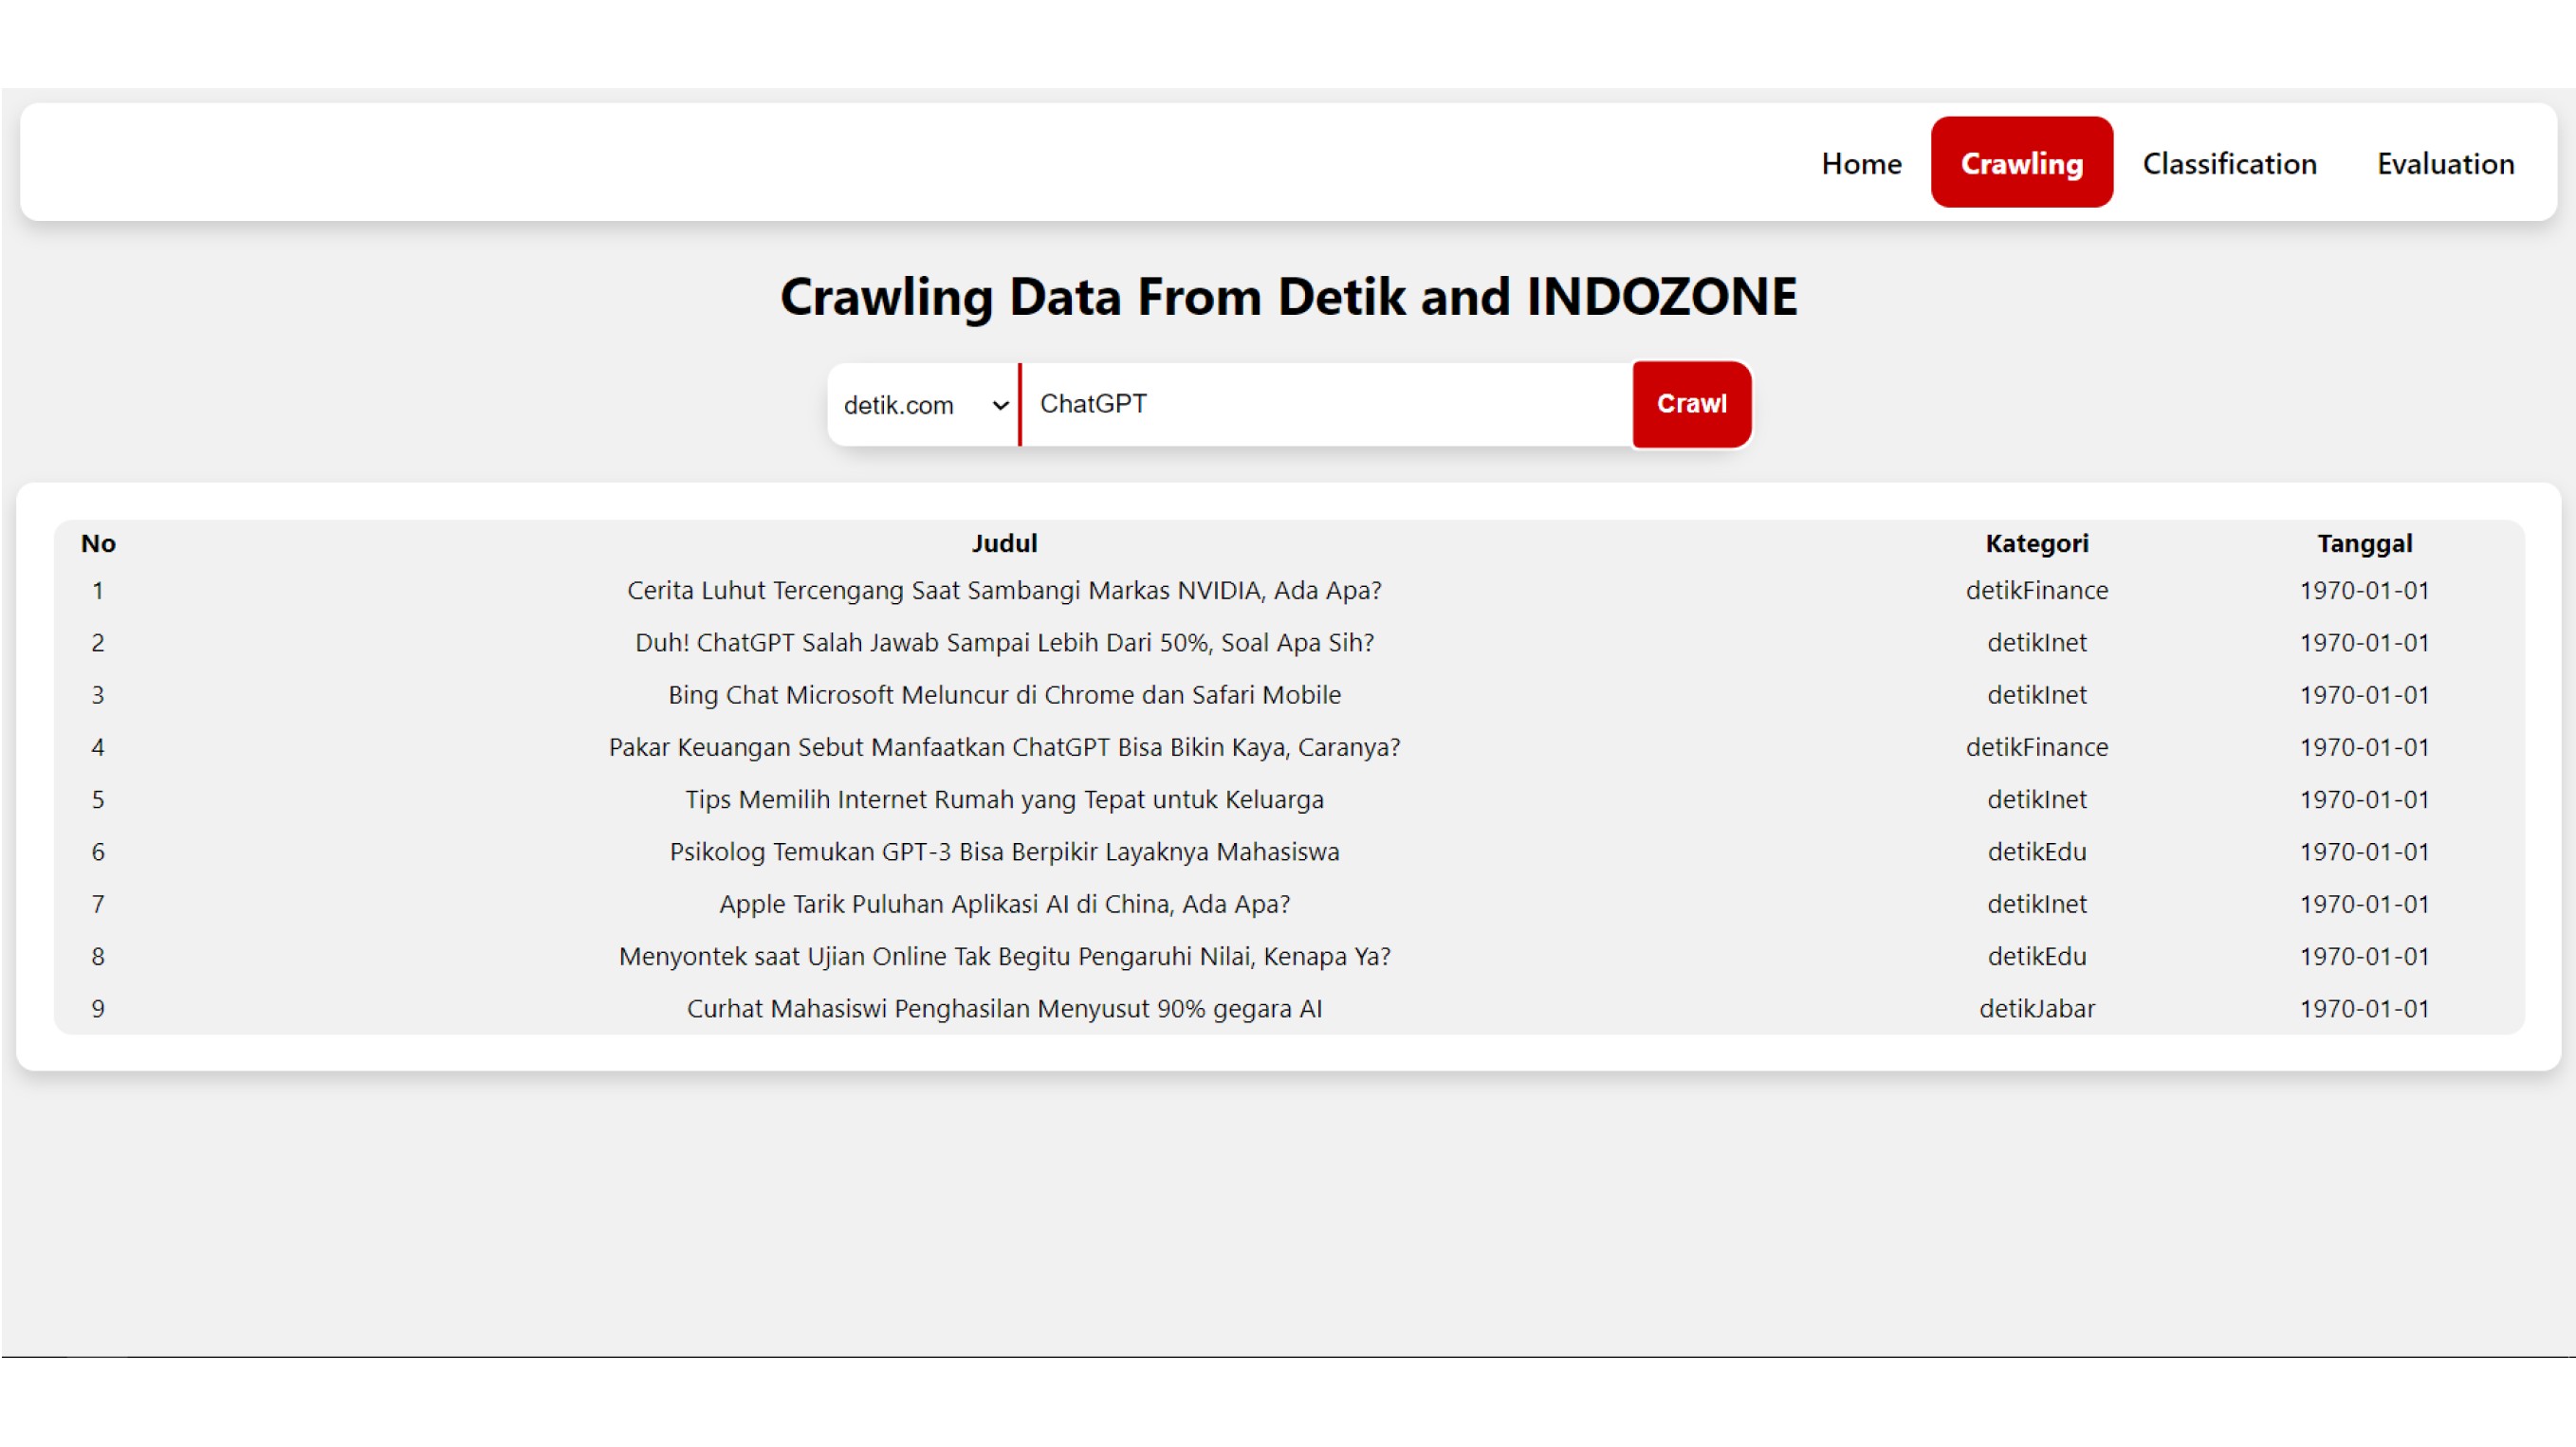 Home Crawling Classification Evaluation
Crawling Data From Detik and INDOZONE
detik.com ChatGPT Crawl
No Judul Kategori Tanggal
1 Cerita Luhut Tercengang Saat Sambangi Markas NVIDIA, Ada Apa? detikFinance 1970-01-01
2 Duh! ChatGPT Salah Jawab Sampai Lebih Dari 50%, Soal Apa Sih? detikInet 1970-01-01
3 Bing Chat Microsoft Meluncur di Chrome dan Safari Mobile detikInet 1970-01-01
4 Pakar Keuangan Sebut Manfaatkan ChatGPT Bisa Bikin Kaya, Caranya? detikFinance 1970-01-01
5 Tips Memilih Internet Rumah yang Tepat untuk Keluarga detikInet 1970-01-01
6 Psikolog Temukan GPT-3 Bisa Berpikir Layaknya Mahasiswa detikEdu 1970-01-01
7 Apple Tarik Puluhan Aplikasi AI di China, Ada Apa? detikInet 1970-01-01
8 Menyontek saat Ujian Online Tak Begitu Pengaruhi Nilai, Kenapa Ya? detikEdu 1970-01-01
9 Curhat Mahasiswi Penghasilan Menyusut 90% gegara AI detikJabar 1970-01-01